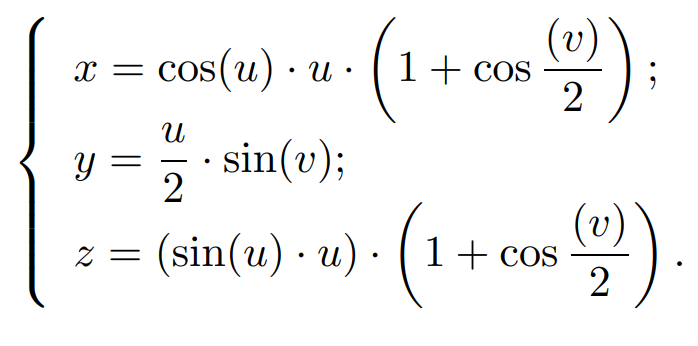 x = cos(u) · u · (1 + cos (v)/2) ;
y = u/2 · sin(v);
z = (sin(u) · u) · (1 + cos (v)/2) .